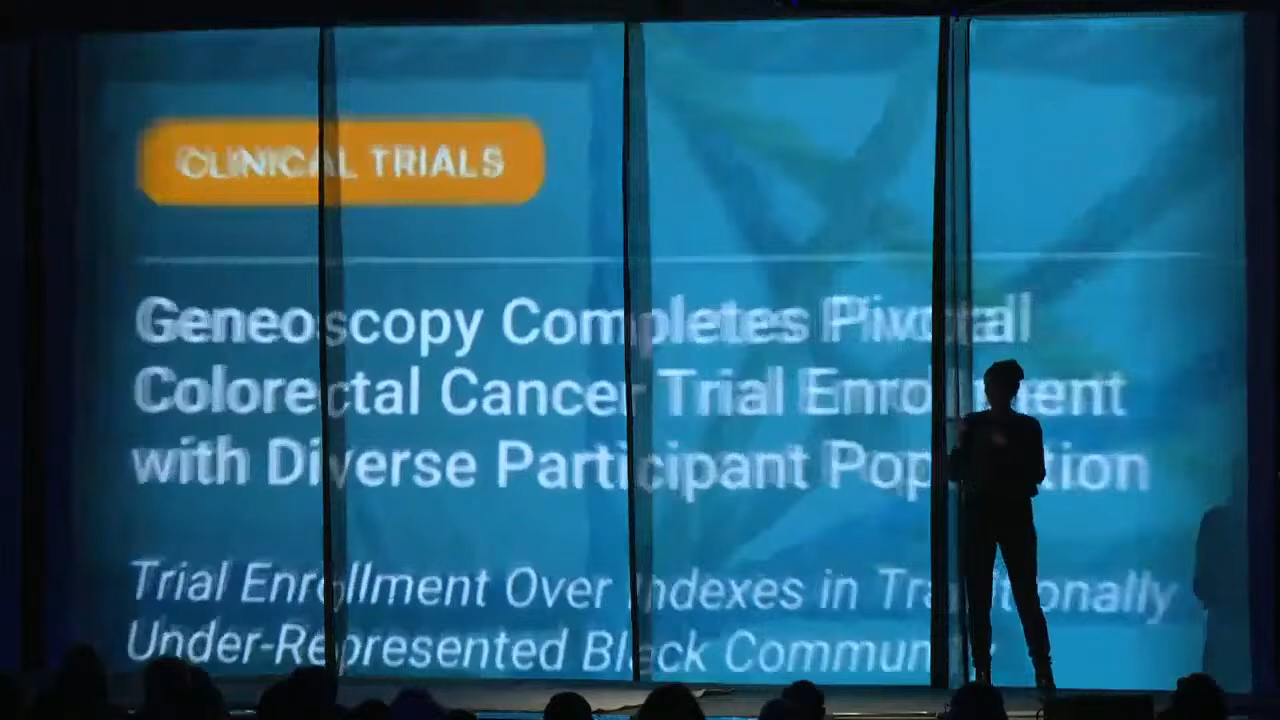 CLINICAL TRIALS
Geneoscopy Completes Pivotal
Colorectal Cancer Trial Enrollment
with Diverse Participant Population
Trial Enrollment Over Indexes in Traditionally
Under-Represented Black